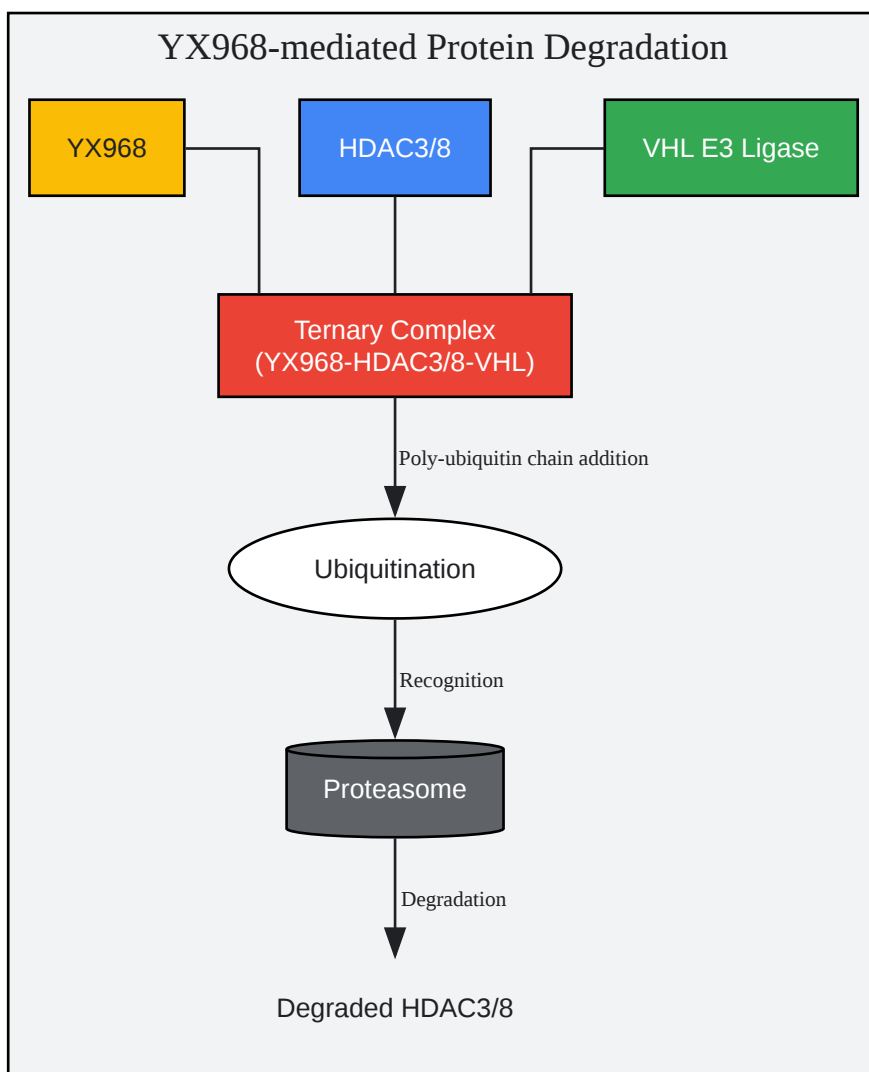 YX968-mediated Protein Degradation
YX968
HDAC3/8
VHL E3 Ligase
Ternary Complex
(YX968-HDAC3/8-VHL)
Poly-ubiquitin chain addition
Ubiquitination
Recognition
Proteasome
Degradation
Degraded HDAC3/8